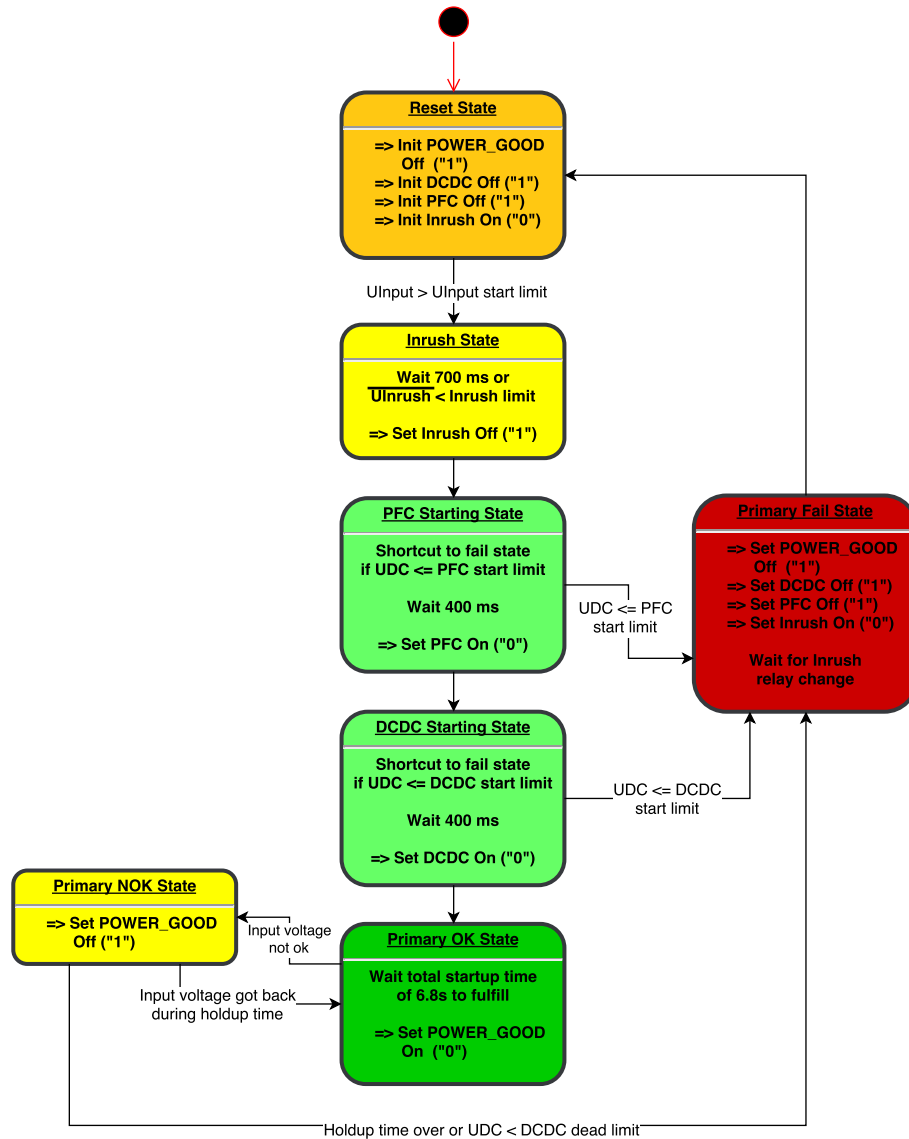 Reset State
=> Init POWER_GOOD
Off ("1")
=> Init DCDC Off ("1")
=> Init PFC Off ("1")
=> Init Inrush On ("0")
UInput > UInput start limit
Inrush State
Wait 700 ms or
UInrush < Inrush limit
=> Set Inrush Off ("1")
PFC Starting State
Shortcut to fail state
if UDC <= PFC start limit
Wait 400 ms
=> Set PFC On ("0")
UDC <= PFC
start limit
Primary Fail State
=> Set POWER_GOOD
Off ("1")
=> Set DCDC Off ("1")
=> Set PFC Off ("1")
=> Set Inrush On ("0")
Wait for Inrush
relay change
DCDC Starting State
Shortcut to fail state
if UDC <= DCDC start limit
Wait 400 ms
=> Set DCDC On ("0")
UDC <= DCDC
start limit
Primary NOK State
=> Set POWER_GOOD
Off ("1")
Input voltage
not ok
Input voltage got back
during holdup time
Primary OK State
Wait total startup time
of 6.8s to fulfill
=> Set POWER_GOOD
On ("0")
Holdup time over or UDC < DCDC dead limit